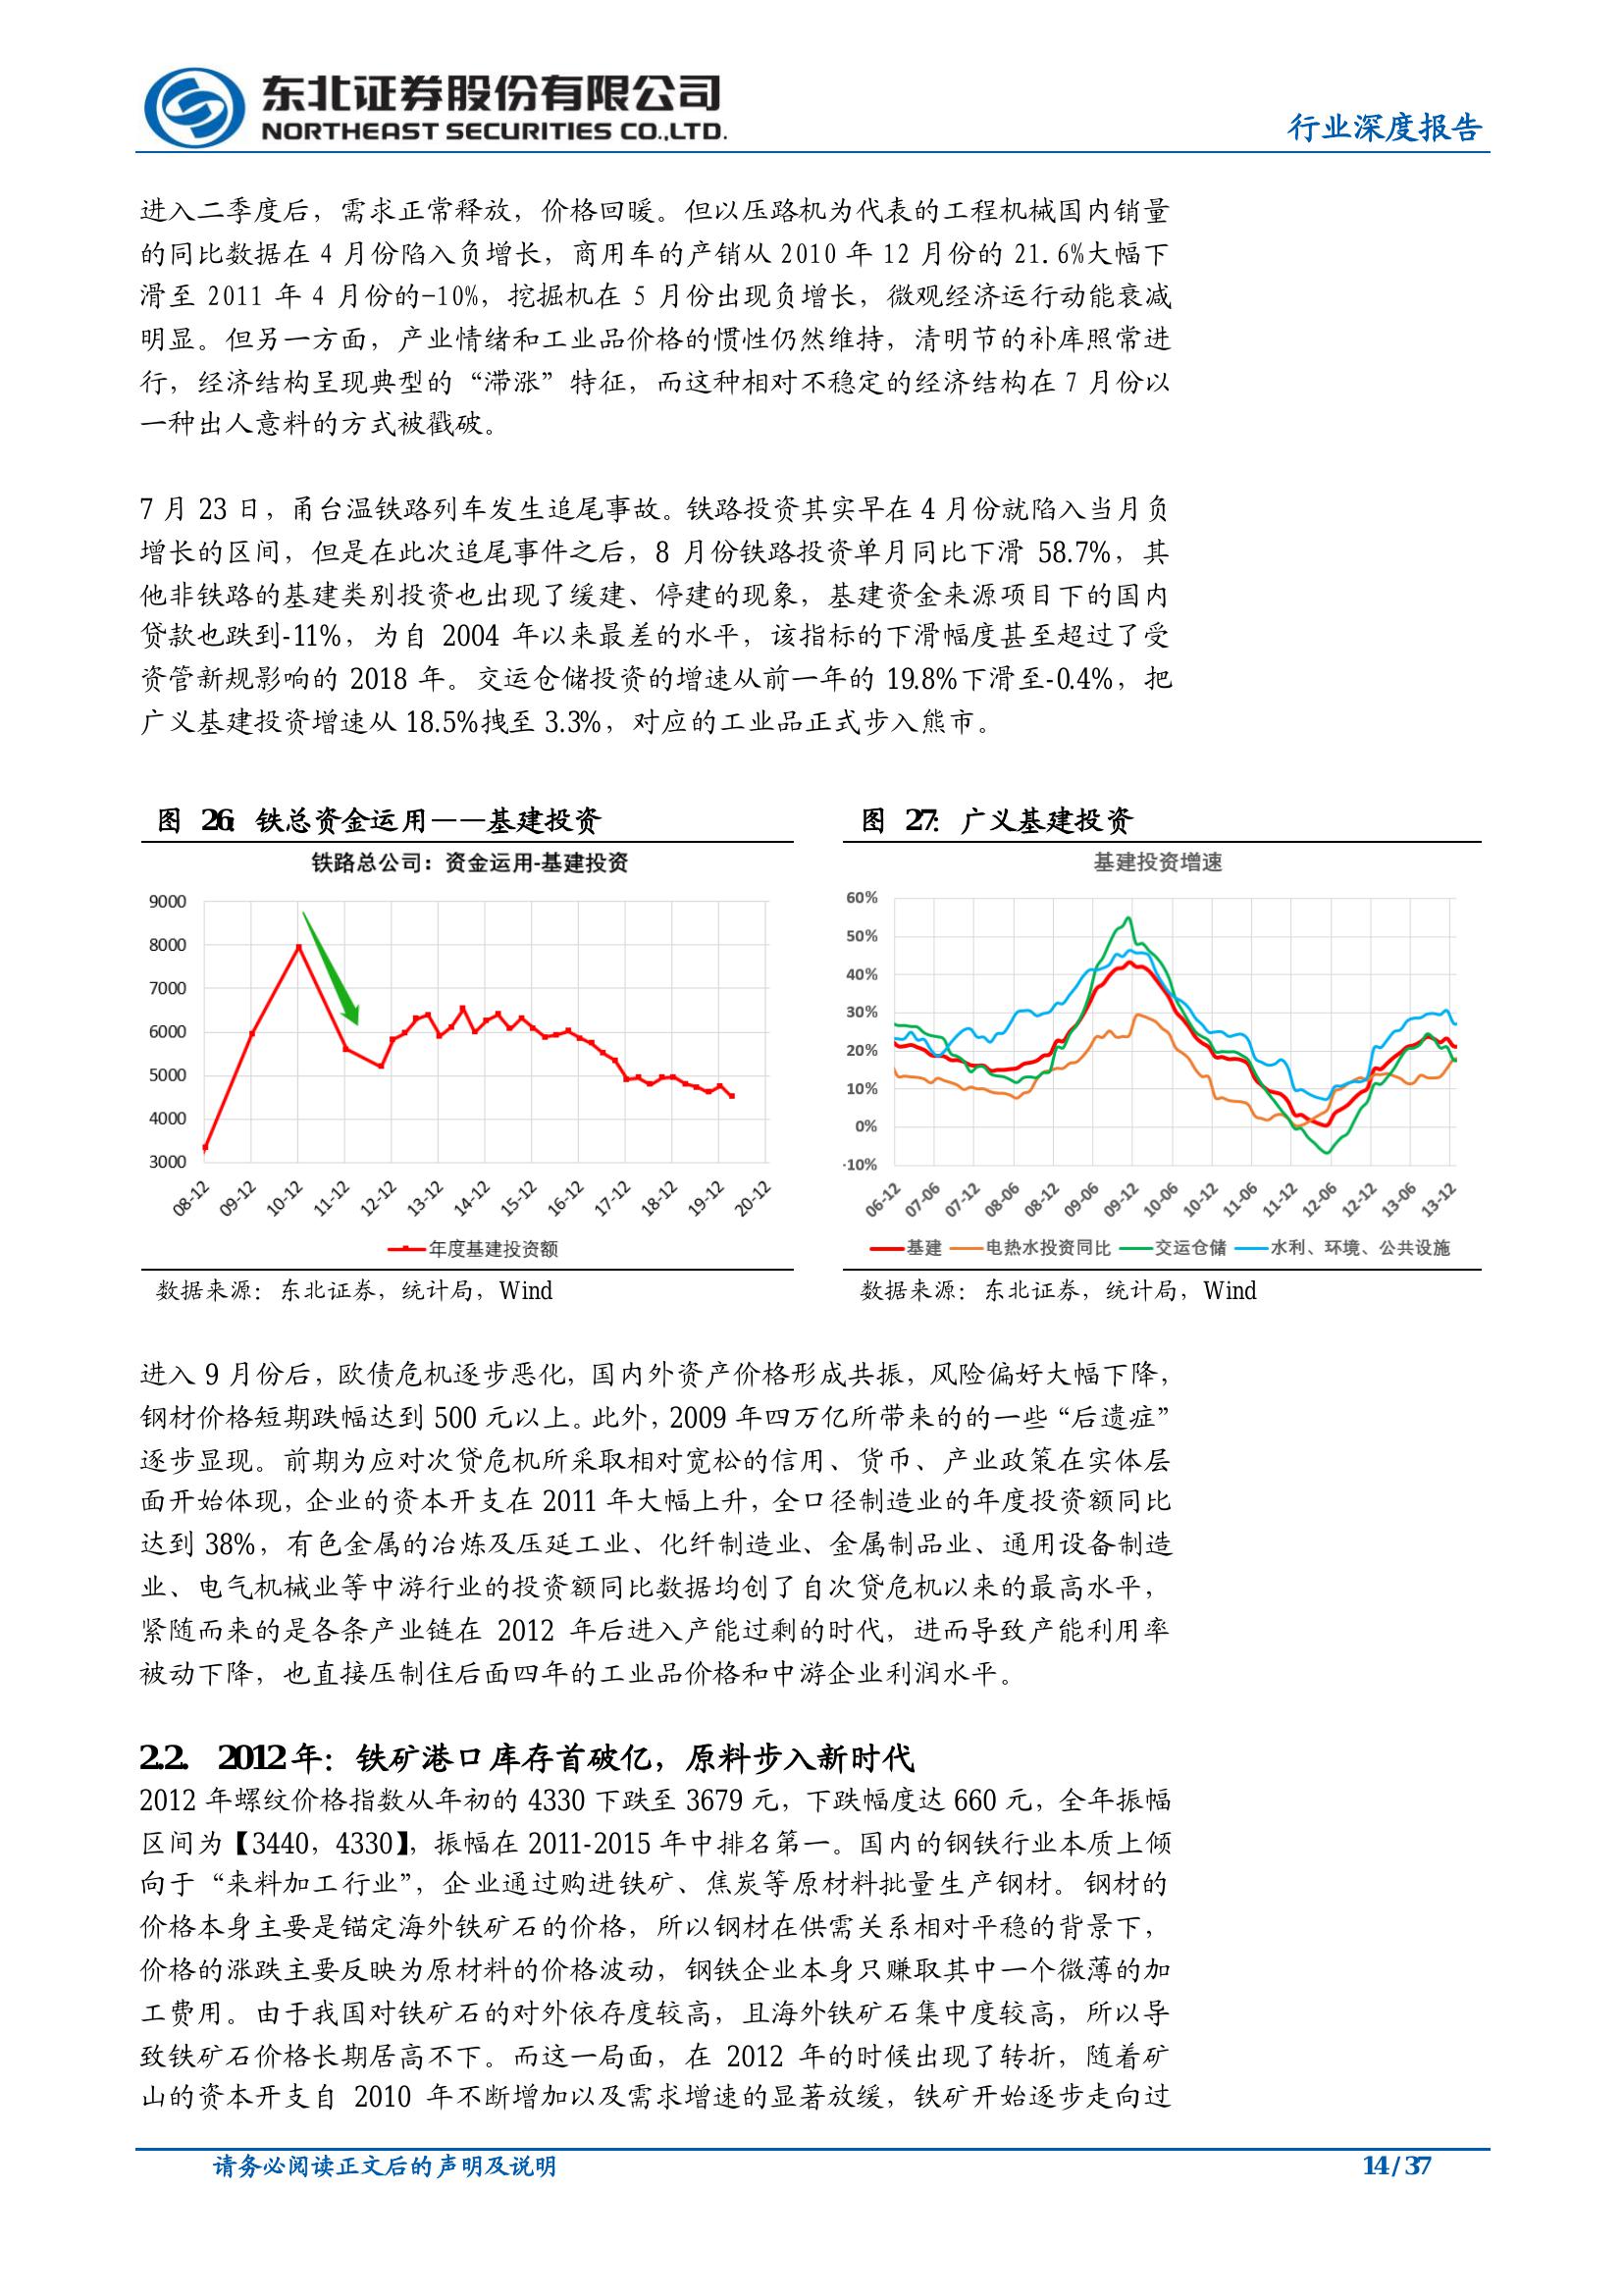 东北证券股份有限公司
NORTHEAST SECURITIES CO.,LTD.
行业深度报告
进入二季度后，需求正常释放，价格回暖。但以压路机为代表的工程机械国内销量
的同比数据在 4 月份陷入负增长，商用车的产销从 2010 年 12 月份的 21.6%大幅下
滑至 2011 年 4 月份的-10%，挖掘机在 5 月份出现负增长，微观经济运行动能衰减
明显。但另一方面，产业情绪和工业品价格的惯性仍然维持，清明节的补库照常进
行，经济结构呈现典型的“滞涨”特征，而这种相对不稳定的经济结构在 7 月份以
一种出人意料的方式被戳破。
7 月 23 日，甬台温铁路列车发生追尾事故。铁路投资其实早在 4 月份就陷入当月负
增长的区间，但是在此次追尾事件之后，8 月份铁路投资单月同比下滑 58.7%，其
他非铁路的基建类别投资也出现了缓建、停建的现象，基建资金来源项目下的国内
贷款也跌到-11%，为自 2004 年以来最差的水平，该指标的下滑幅度甚至超过了受
资管新规影响的 2018 年。交运仓储投资的增速从前一年的 19.8%下滑至-0.4%，把
广义基建投资增速从 18.5%拽至 3.3%，对应的工业品正式步入熊市。
图 26：铁总资金运用——基建投资
铁路总公司：资金运用-基建投资
9000
8000
7000
6000
5000
4000
3000
08-12 09-12 10-12 11-12 12-12 13-12 14-12 15-12 16-12 17-12 18-12 19-12 20-12
年度基建投资额
数据来源：东北证券，统计局，Wind
图 27：广义基建投资
基建投资增速
60%
50%
40%
30%
20%
10%
0%
-10%
06-12 07-06 07-12 08-06 08-12 09-06 09-12 10-06 10-12 11-06 11-12 12-06 12-12 13-06 13-12
基建 电热水投资同比 交运仓储 水利、环境、公共设施
数据来源：东北证券，统计局，Wind
进入 9 月份后，欧债危机逐步恶化，国内外资产价格形成共振，风险偏好大幅下降，
钢材价格短期跌幅达到 500 元以上。此外，2009 年四万亿所带来的的一些“后遗症”
逐步显现。前期为应对次贷危机所采取相对宽松的信用、货币、产业政策在实体层
面开始体现，企业的资本开支在 2011 年大幅上升，全口径制造业的年度投资额同比
达到 38%，有色金属的冶炼及压延工业、化纤制造业、金属制品业、通用设备制造
业、电气机械业等中游行业的投资额同比数据均创了自次贷危机以来的最高水平，
紧随而来的是各条产业链在 2012 年后进入产能过剩的时代，进而导致产能利用率
被动下降，也直接压制住后面四年的工业品价格和中游企业利润水平。
2.2. 2012 年：铁矿港口库存首破亿，原料步入新时代
2012 年螺纹价格指数从年初的 4330 下跌至 3679 元，下跌幅度达 660 元，全年振幅
区间为【3440，4330】，振幅在 2011-2015 年中排名第一。国内的钢铁行业本质上倾
向于“来料加工行业”，企业通过购进铁矿、焦炭等原材料批量生产钢材。钢材的
价格本身主要是锚定海外铁矿石的价格，所以钢材在供需关系相对平稳的背景下，
价格的涨跌主要反映为原材料的价格波动，钢铁企业本身只赚取其中一个微薄的加
工费用。由于我国对铁矿石的对外依存度较高，且海外铁矿石集中度较高，所以导
致铁矿石价格长期居高不下。而这一局面，在 2012 年的时候出现了转折，随着矿
山的资本开支自 2010 年不断增加以及需求增速的显著放缓，铁矿开始逐步走向过
请务必阅读正文后的声明及说明
14 / 37